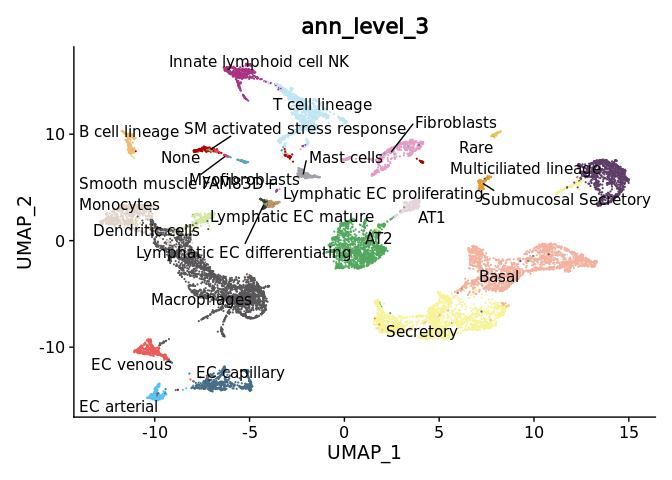 ann_level_3
Innate lymphoid cell NK
T cell lineage
B cell lineage
SM activated stress response
Fibroblasts
None
Mast cells
Rare
Multiciliated lineage
Smooth muscle FAM83D+
Myofibroblasts
Lymphatic EC proliferating
Submucosal Secretory
Monocytes
Lymphatic EC mature
AT1
Dendritic cells
AT2
Lymphatic EC differentiating
Basal
Macrophages
Secretory
EC venous
EC capillary
EC arterial
UMAP_2
10
0
-10
-10
-5
0
5
10
15
UMAP_1